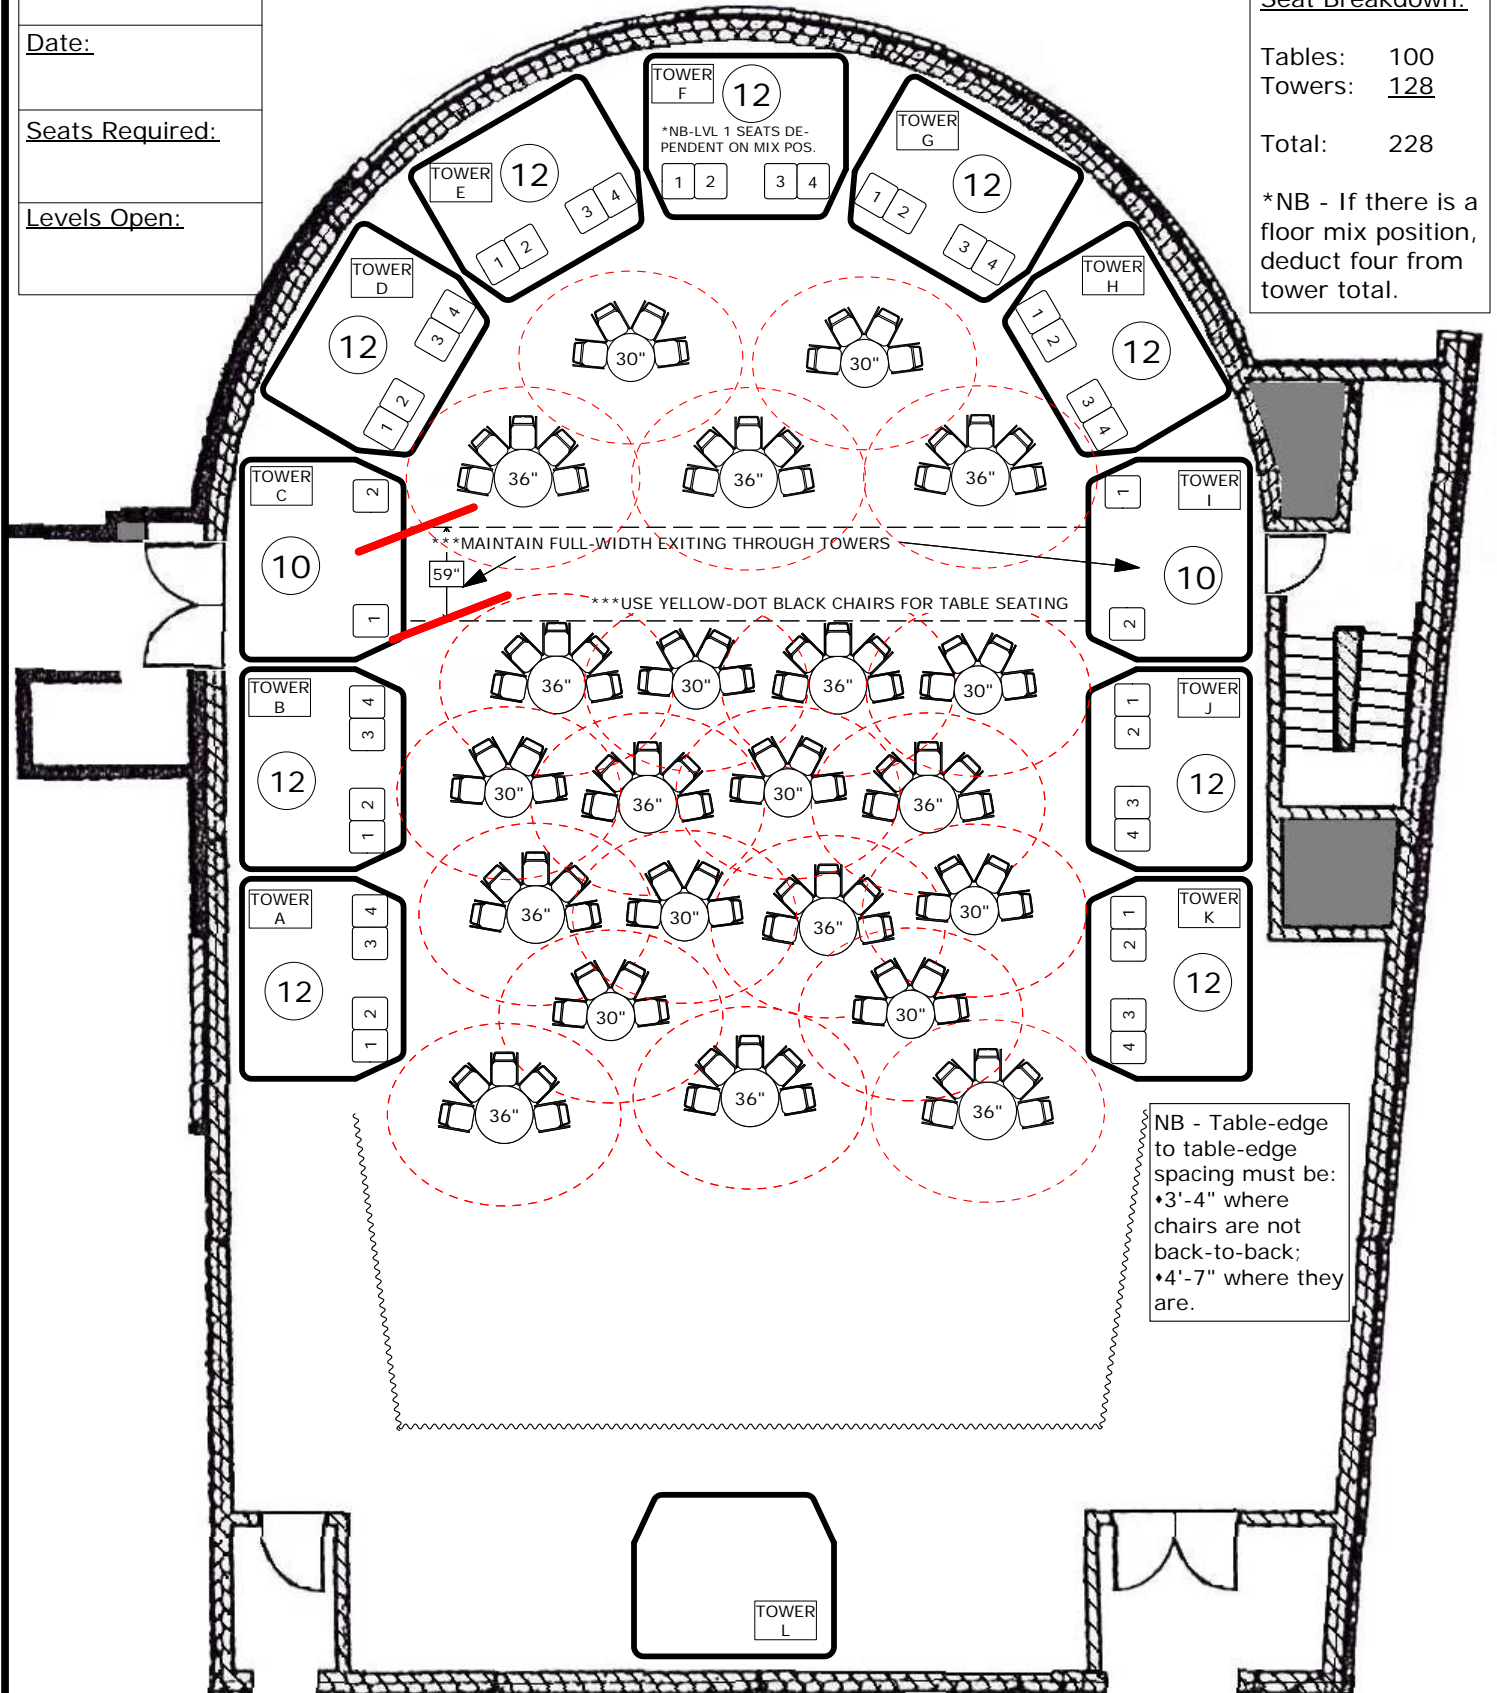 Date:
Seats Required:
Levels Open:
Seat Breakdown:
Tables: 100
Towers: 128
Total: 228
*NB - If there is a
floor mix position,
deduct four from
tower total.
TOWER
F
12
*NB-LVL 1 SEATS DE-
PENDENT ON MIX POS.
1 2 3 4
TOWER
E
12
1 2 3 4
TOWER
G
12
1 2 3 4
TOWER
D
12
1 2 3 4
TOWER
H
12
1 2 3 4
30" 30"
36" 36" 36"
TOWER
C
2
10
1
TOWER
I
1
10
2
***MAINTAIN FULL-WIDTH EXITING THROUGH TOWERS
59"
***USE YELLOW-DOT BLACK CHAIRS FOR TABLE SEATING
36" 30" 36" 30"
TOWER
B
4
3
12
2
1
TOWER
J
1
2
12
3
4
30" 36" 30" 36"
TOWER
A
4
3
12
2
1
TOWER
K
1
2
12
3
4
36" 30" 36" 30"
30" 30"
36" 36" 36"
NB - Table-edge
to table-edge
spacing must be:
♦3'-4" where
chairs are not
back-to-back;
♦4'-7" where they
are.
TOWER
L